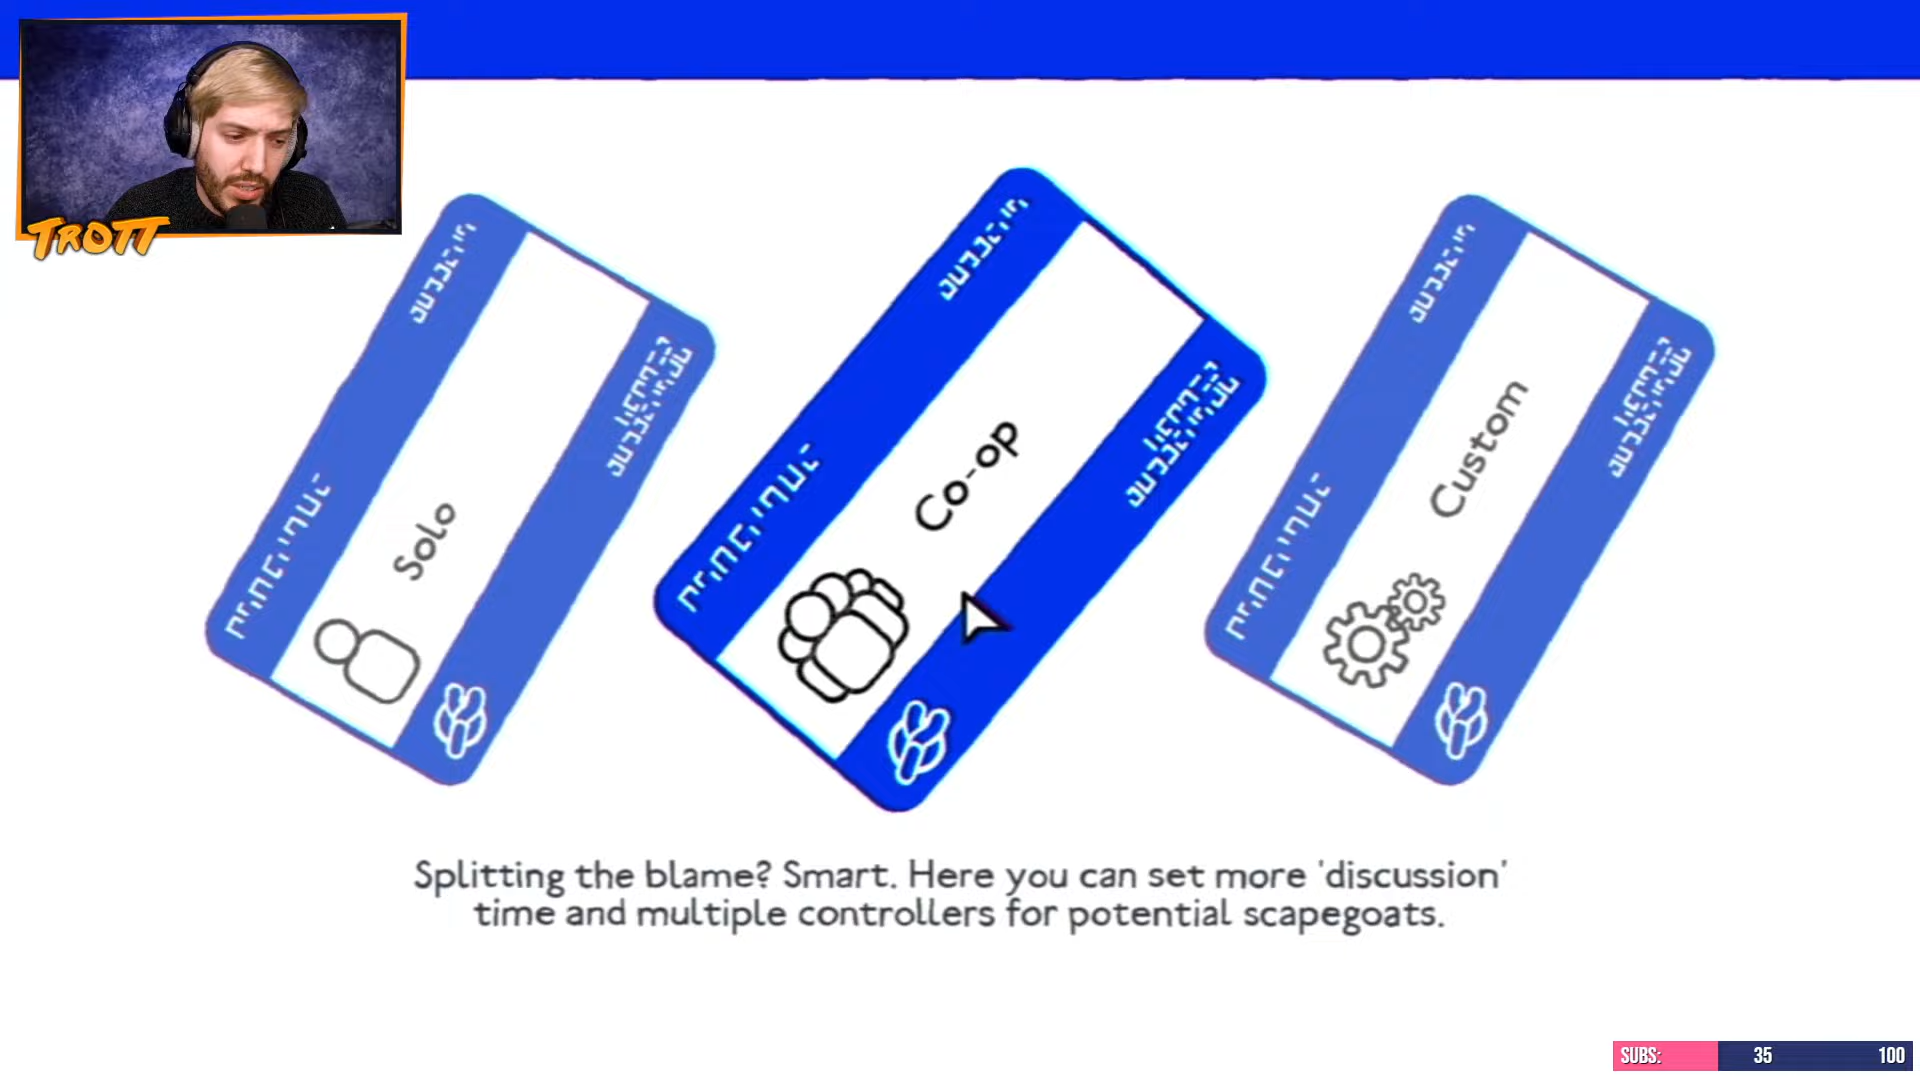 TROTT
Solo
Co-op
Custom
Splitting the blame? Smart. Here you can set more 'discussion'
time and multiple controllers for potential scapegoats.
SUBS: 35 100